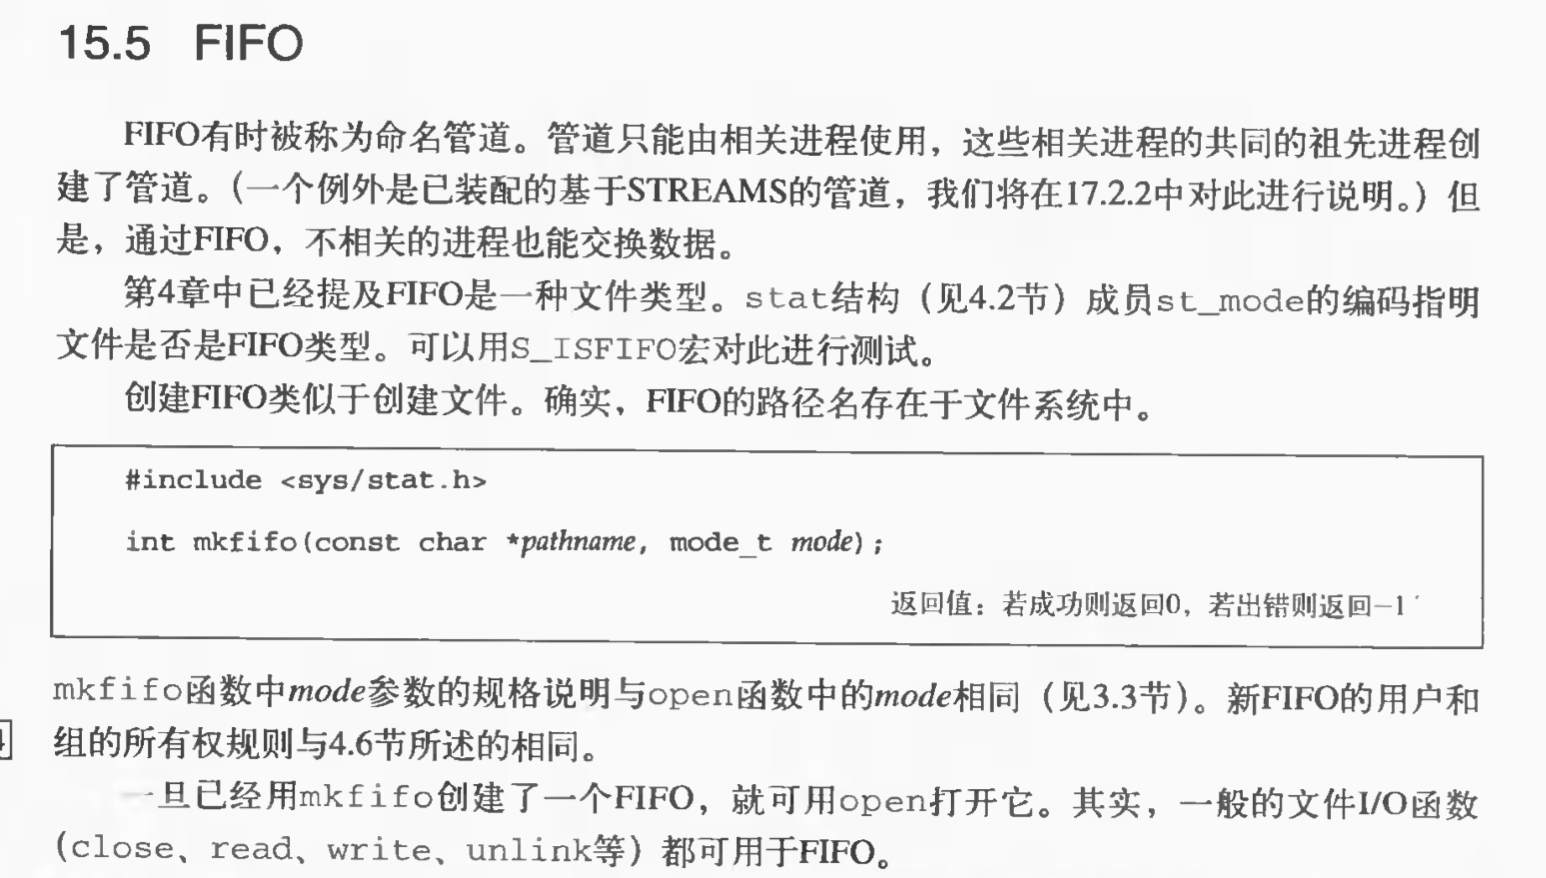 15.5 FIFO
FIFO有时被称为命名管道。管道只能由相关进程使用，这些相关进程的共同的祖先进程创
建了管道。（一个例外是已装配的基于STREAMS的管道，我们将在17.2.2中对此进行说明。）但
是，通过FIFO，不相关的进程也能交换数据。
第4章中已经提及FIFO是一种文件类型。stat结构（见4.2节）成员st_mode的编码指明
文件是否是FIFO类型。可以用S_ISFIFO宏对此进行测试。
创建FIFO类似于创建文件。确实，FIFO的路径名存在于文件系统中。
#include <sys/stat.h>
int mkfifo(const char *pathname, mode_t mode);
返回值：若成功则返回0，若出错则返回−1
mkfifo函数中mode参数的规格说明与open函数中的mode相同（见3.3节）。新FIFO的用户和
组的所有权规则与4.6节所述的相同。
一旦已经用mkfifo创建了一个FIFO，就可用open打开它。其实，一般的文件I/O函数
(close、read、write、unlink等）都可用于FIFO。